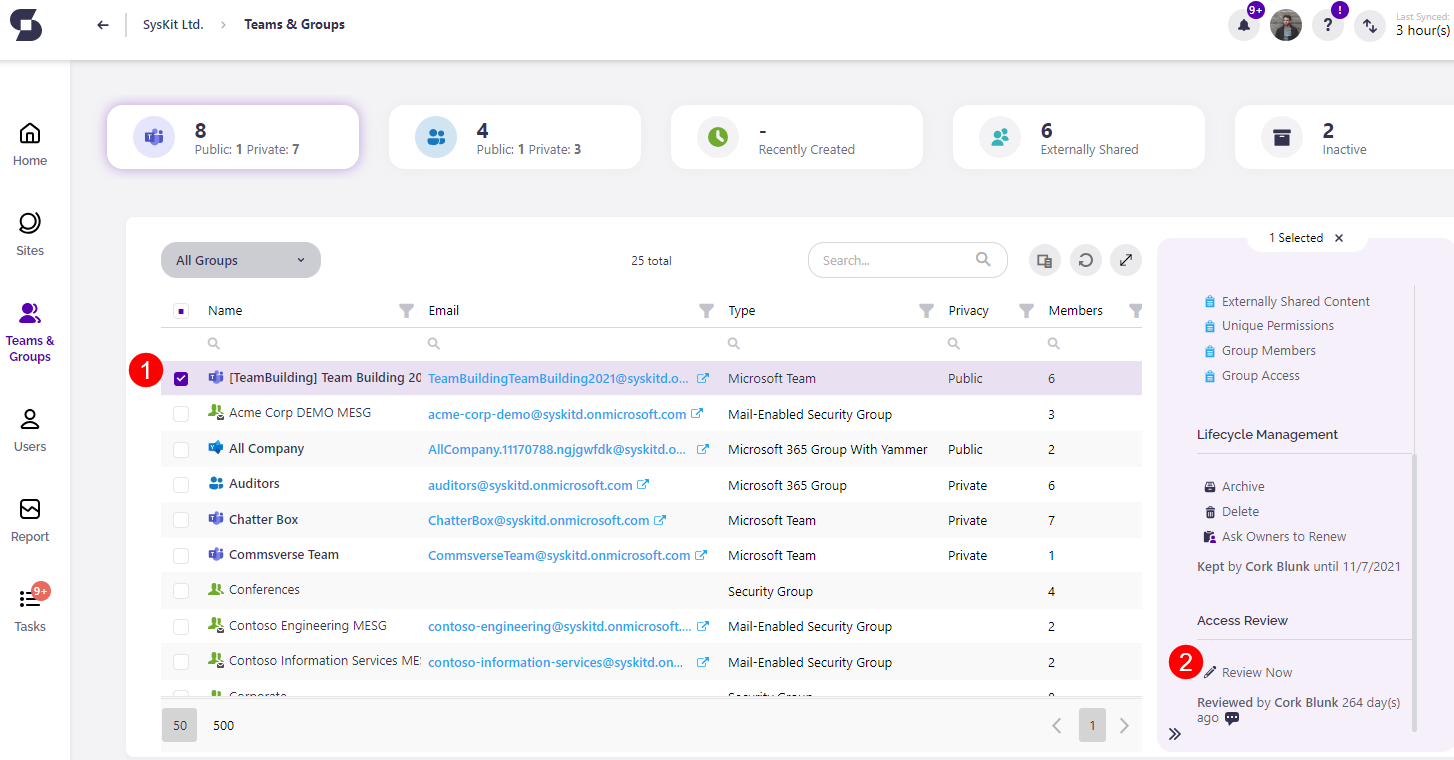 SysKit Ltd. > Teams & Groups
9+
!
?
Last Synced:
3 hour(s)
Home
Sites
Teams &
Groups
Users
Report
9+
Tasks
8
Public: 1 Private: 7
4
Public: 1 Private: 3
-
Recently Created
6
Externally Shared
2
Inactive
All Groups
25 total
Search...
1 Selected
Name Email Type Privacy Members
1
[TeamBuilding] Team Building 20 TeamBuildingTeamBuilding2021@syskitd.o... Microsoft Team Public 6
Acme Corp DEMO MESG acme-corp-demo@syskitd.onmicrosoft.com Mail-Enabled Security Group 3
All Company AllCompany.11170788.ngjgwfdk@syskitd.o... Microsoft 365 Group With Yammer Public 2
Auditors auditors@syskitd.onmicrosoft.com Microsoft 365 Group Private 6
Chatter Box ChatterBox@syskitd.onmicrosoft.com Microsoft Team Private 7
Commsverse Team CommsverseTeam@syskitd.onmicrosoft.com Microsoft Team Private 1
Conferences Security Group 4
Contoso Engineering MESG contoso-engineering@syskitd.onmicrosoft.... Mail-Enabled Security Group 2
Contoso Information Services ME contoso-information-services@syskitd.on... Mail-Enabled Security Group 2
Corporate Security Group
50 500
1
Externally Shared Content
Unique Permissions
Group Members
Group Access
Lifecycle Management
Archive
Delete
Ask Owners to Renew
Kept by Cork Blunk until 11/7/2021
Access Review
2
Review Now
Reviewed by Cork Blunk 264 day(s)
ago